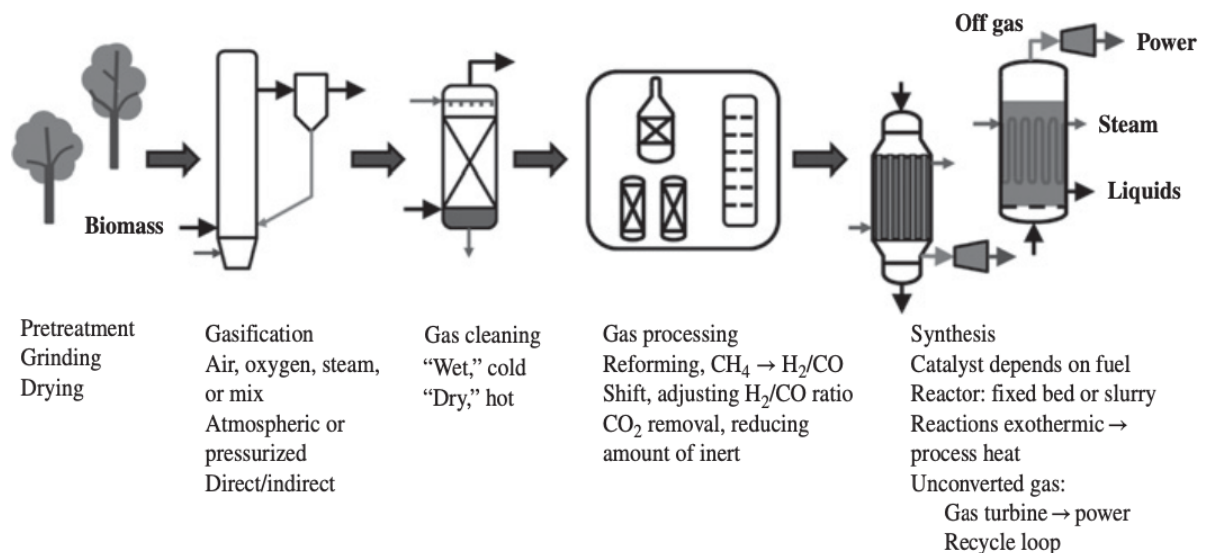 Off gas
Power
Steam
Liquids
Biomass
Pretreatment
Grinding
Drying
Gasification
Air, oxygen, steam,
or mix
Atmospheric or
pressurized
Direct/indirect
Gas cleaning
“Wet,” cold
“Dry,” hot
Gas processing
Reforming, CH₄ → H₂/CO
Shift, adjusting H₂/CO ratio
CO₂ removal, reducing
amount of inert
Synthesis
Catalyst depends on fuel
Reactor: fixed bed or slurry
Reactions exothermic →
process heat
Unconverted gas:
Gas turbine → power
Recycle loop